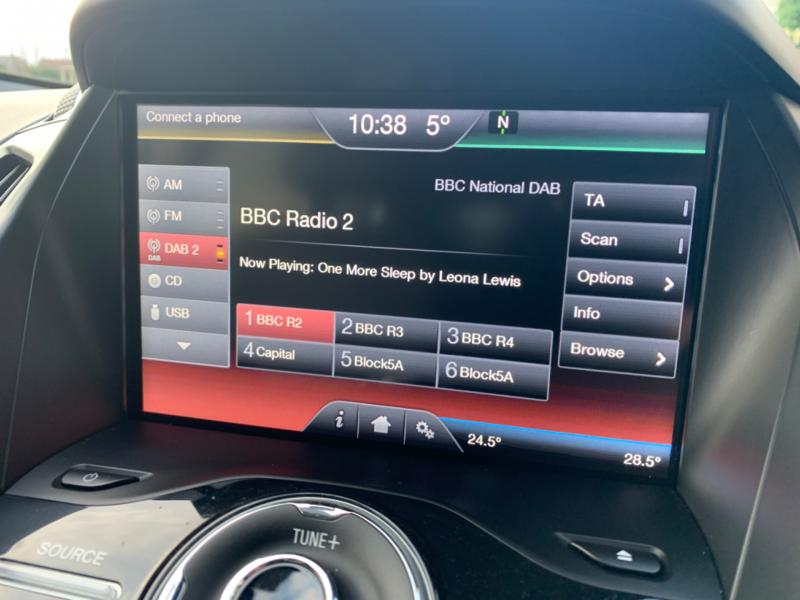 Connect a phone
10:38 5° N
BBC National DAB
AM
FM
DAB 2
DAB
CD
USB
BBC Radio 2
Now Playing: One More Sleep by Leona Lewis
1 BBC R2
2 BBC R3
3 BBC R4
4 Capital
5 Block5A
6 Block5A
TA
Scan
Options
Info
Browse
i
24.5°
28.5°
SOURCE
TUNE+